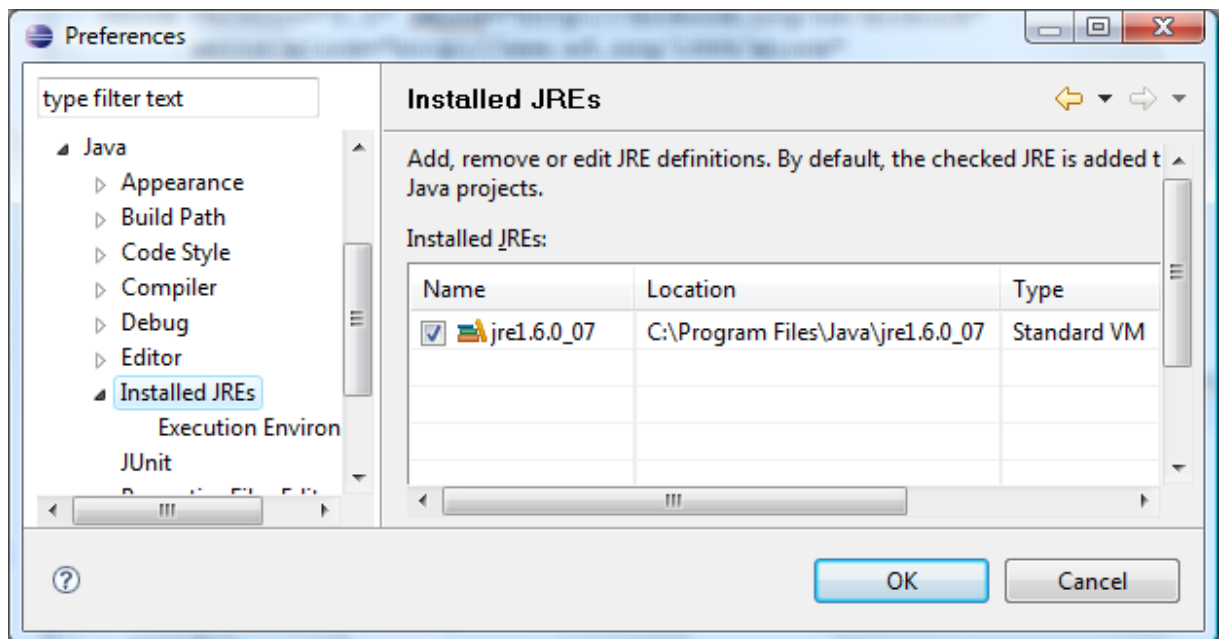 Preferences
type filter text
Java
Appearance
Build Path
Code Style
Compiler
Debug
Editor
Installed JREs
Execution Environ
JUnit
Installed JREs
Add, remove or edit JRE definitions. By default, the checked JRE is added t
Java projects.
Installed JREs:
Name Location Type
jre1.6.0_07 C:\Program Files\Java\jre1.6.0_07 Standard VM
OK Cancel